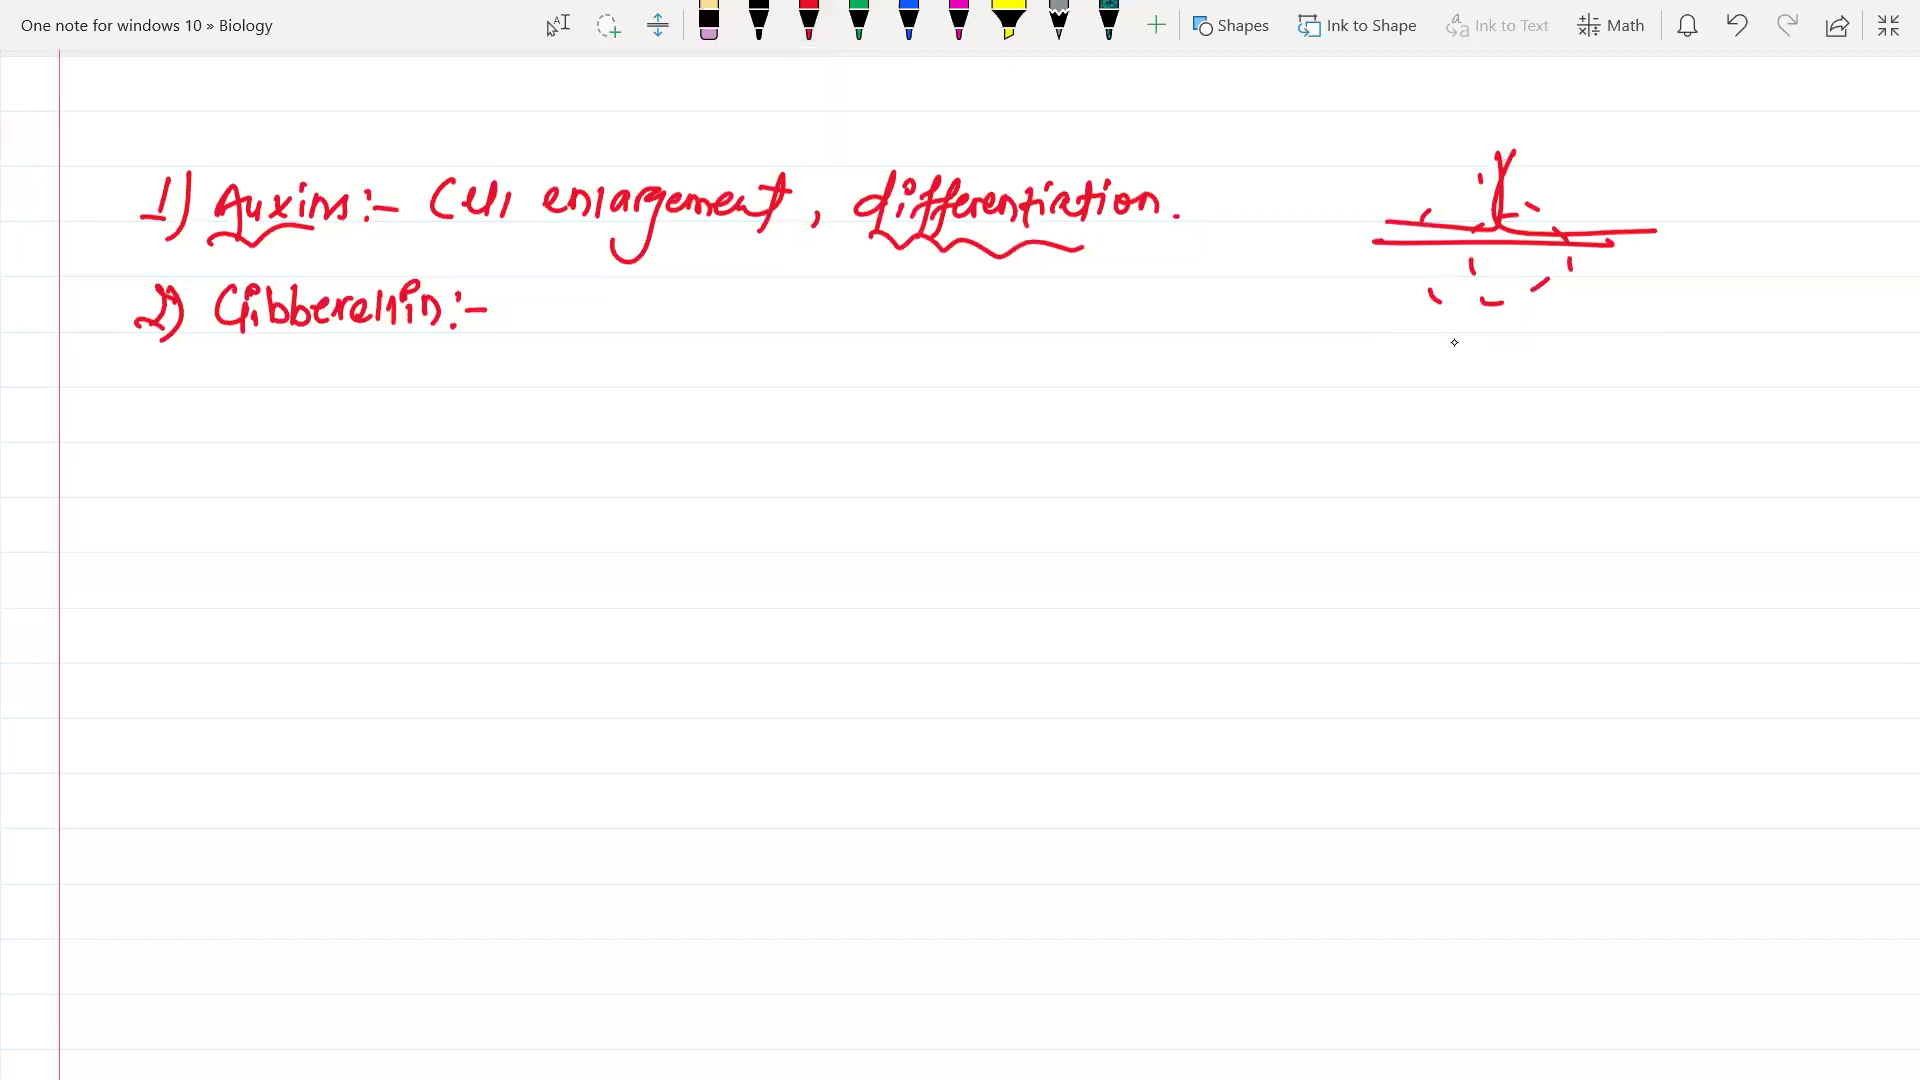 One note for windows 10 » Biology
Shapes Ink to Shape Ink to Text Math
1) Auxins:- Cell enlargement, differentiation.
2) Gibberellin:-